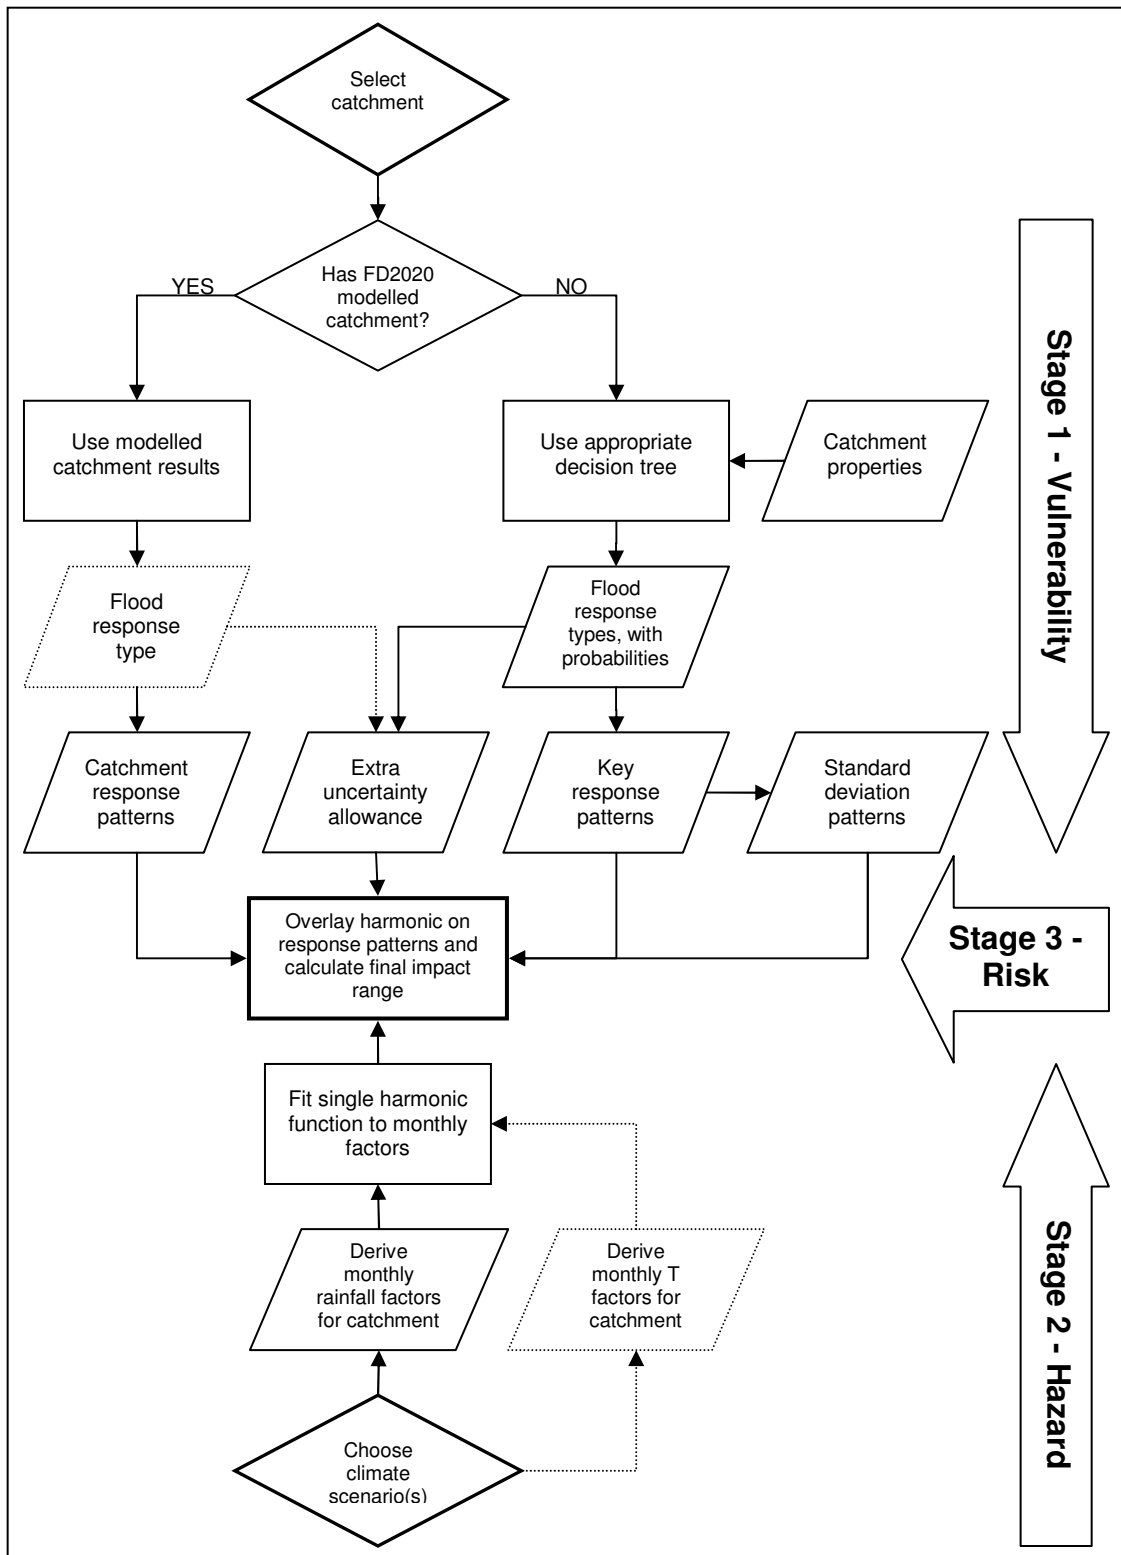 Select
catchment
Has FD2020
modelled
catchment?
YES
NO
Use modelled
catchment results
Use appropriate
decision tree
Catchment
properties
Flood
response
type
Flood
response
types, with
probabilities
Catchment
response
patterns
Extra
uncertainty
allowance
Key
response
patterns
Standard
deviation
patterns
Stage 1 - Vulnerability
Overlay harmonic on
response patterns and
calculate final impact
range
Stage 3 -
Risk
Fit single harmonic
function to monthly
factors
Derive
monthly
rainfall factors
for catchment
Derive
monthly T
factors for
catchment
Choose
climate
scenario(s)
Stage 2 - Hazard